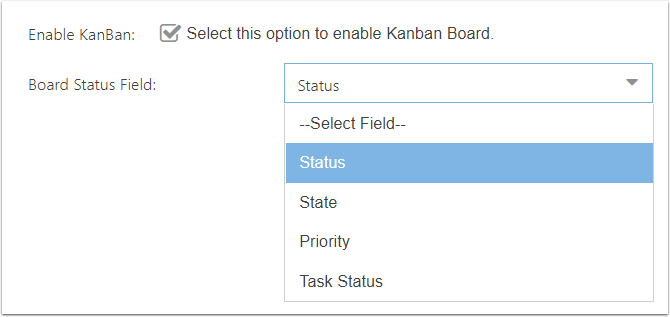 Enable KanBan: Select this option to enable Kanban Board.
Board Status Field: Status
--Select Field--
Status
State
Priority
Task Status